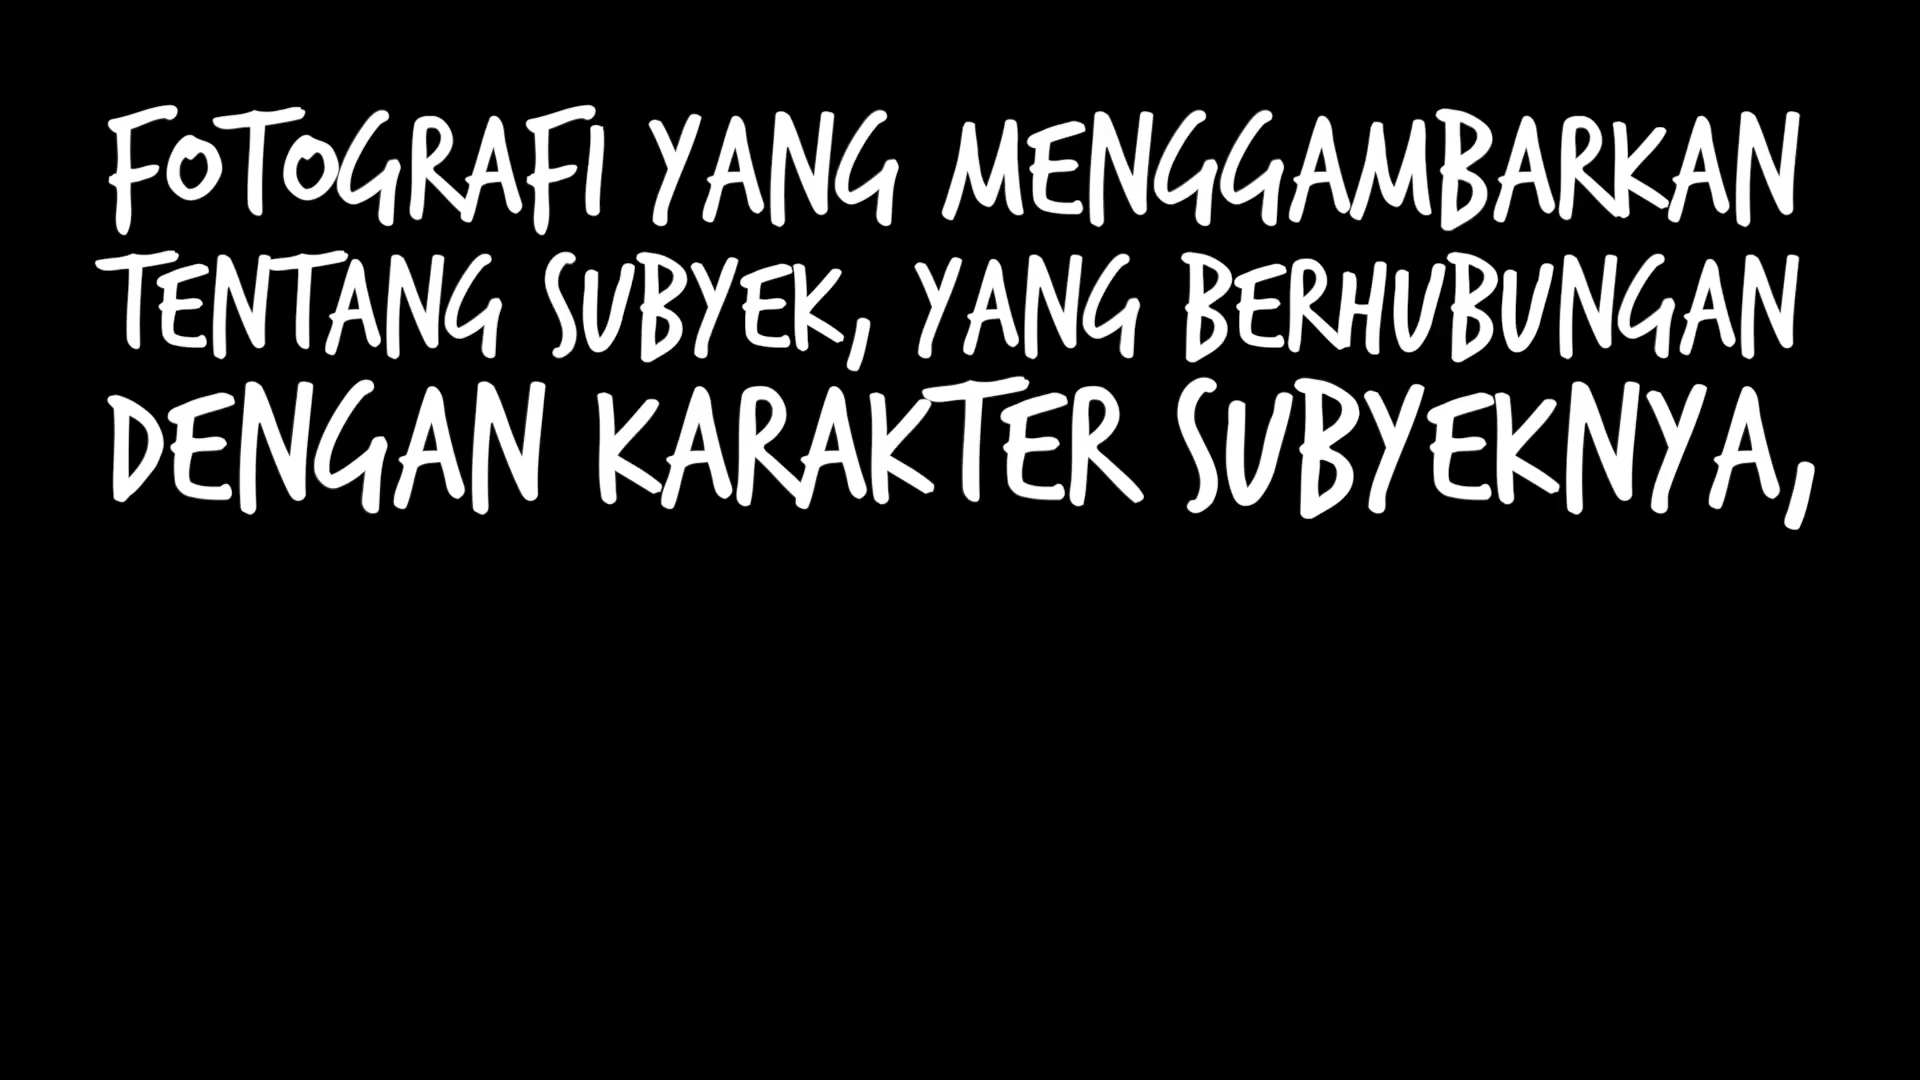 FOTOGRAFI YANG MENGGAMBARKAN
TENTANG SUBYEK, YANG BERHUBUNGAN
DENGAN KARAKTER SUBYEKNYA,